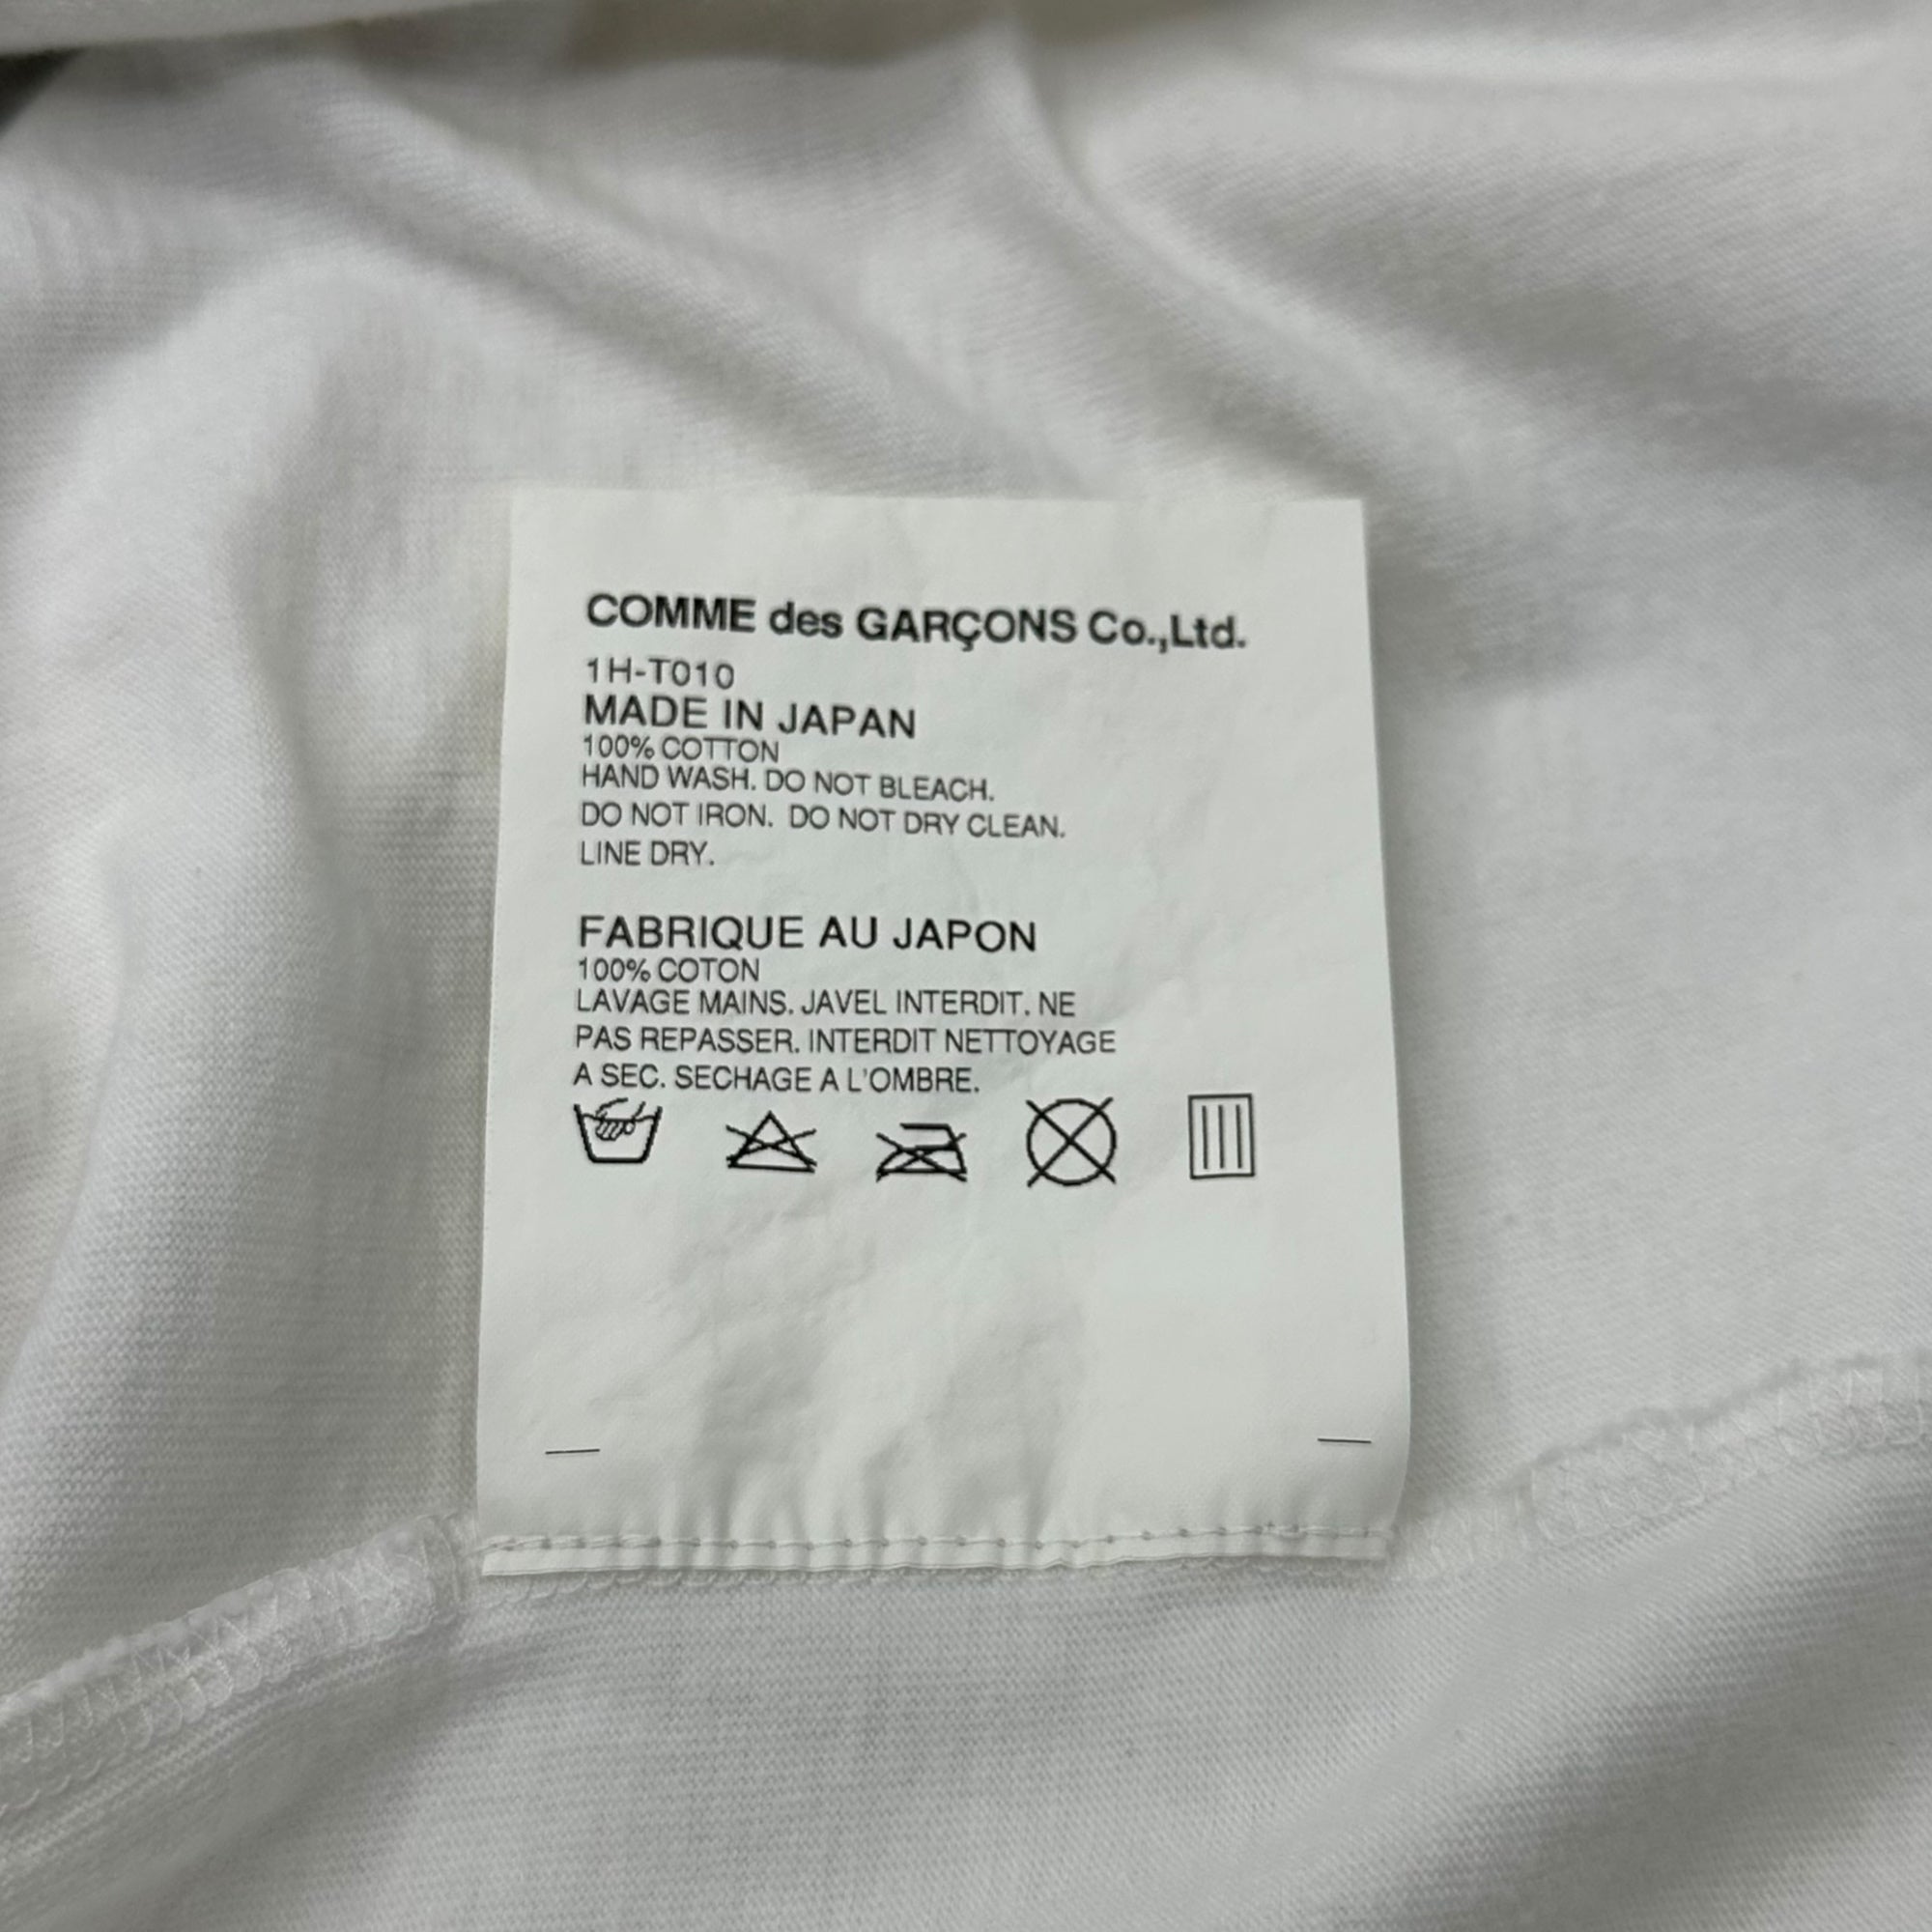 COMME des GARÇONS Co.,Ltd.
1H-T010
MADE IN JAPAN
100% COTTON
HAND WASH. DO NOT BLEACH.
DO NOT IRON. DO NOT DRY CLEAN.
LINE DRY.
FABRIQUE AU JAPON
100% COTON
LAVAGE MAINS. JAVEL INTERDIT. NE
PAS REPASSER. INTERDIT NETTOYAGE
A SEC. SECHAGE A L'OMBRE.